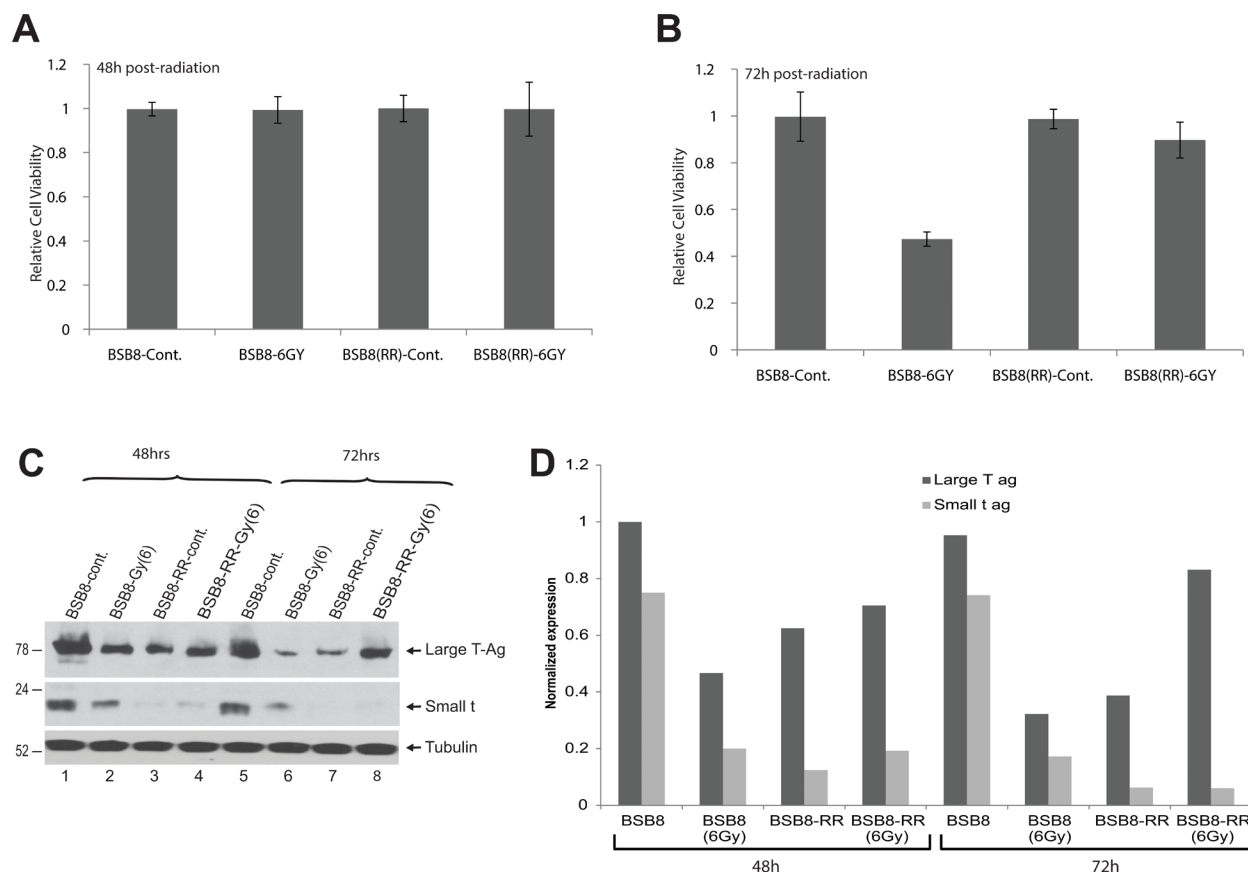 A
48h post-radiation
1.2
1
0.8
0.6
0.4
0.2
0
Relative Cell Viability
BSB8-Cont.
BSB8-6GY
BSB8(RR)-Cont.
BSB8(RR)-6GY
B
72h post-radiation
1.2
1
0.8
0.6
0.4
0.2
0
Relative Cell Viability
BSB8-Cont.
BSB8-6GY
BSB8(RR)-Cont.
BSB8(RR)-6GY
C
48hrs
72hrs
BSB8-cont.
BSB8-Gy(6)
BSB8-RR-cont.
BSB8-RR-Gy(6)
BSB8-cont.
BSB8-Gy(6)
BSB8-RR-cont.
BSB8-RR-Gy(6)
78
Large T-Ag
24
Small t
52
Tubulin
1 2 3 4 5 6 7 8
D
Large T ag
Small t ag
1.2
1
0.8
0.6
0.4
0.2
0
Normalized expression
BSB8
BSB8
(6Gy)
BSB8-RR
BSB8-RR
(6Gy)
BSB8
BSB8
(6Gy)
BSB8-RR
BSB8-RR
(6Gy)
48h
72h